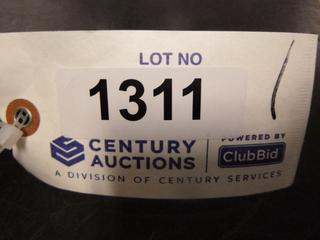 LOT NO
1311
CENTURY AUCTIONS
POWERED BY
ClubBid
A DIVISION OF CENTURY SERVICES